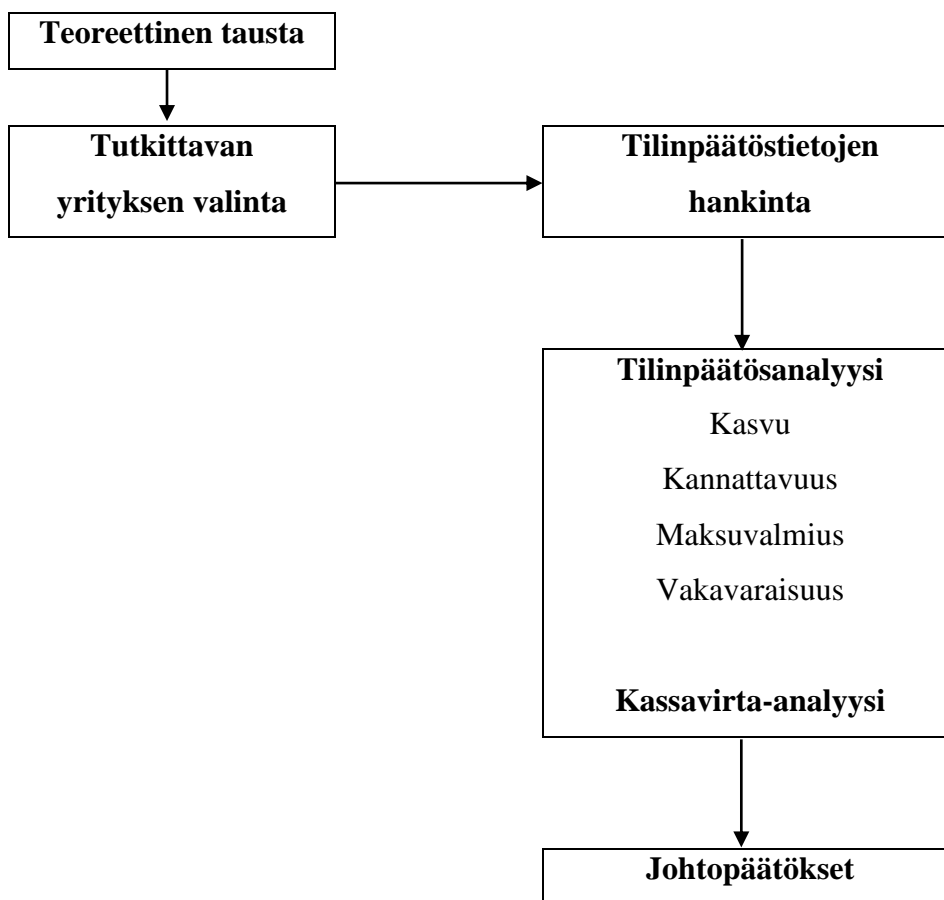 Teoreettinen tausta
Tutkittavan
yrityksen valinta
Tilinpäätöstietojen
hankinta
Tilinpäätösanalyysi
Kasvu
Kannattavuus
Maksuvalmius
Vakavaraisuus
Kassavirta-analyysi
Johtopäätökset